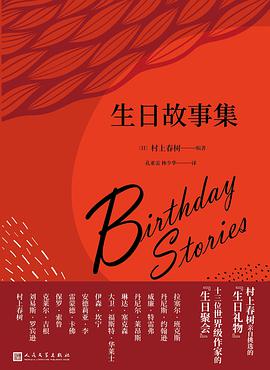 生日故事集
[日] 村上春树——编著
孔亚雷 林少华——译
Birthday
Stories
村上春树亲自挑选的
“生日礼物”
十三位世界级作家的
“生日聚会”
拉塞尔·班克斯
丹尼斯·约翰逊
威廉·特雷弗
丹尼尔·莱昂斯
琳达·塞克森
大卫·福斯特·华莱士
伊森·坎宁
安德莉亚·李
雷蒙德·卡佛
保罗·索鲁
克莱尔·吉根
刘易斯·罗宾逊
村上春树
人民文学出版社